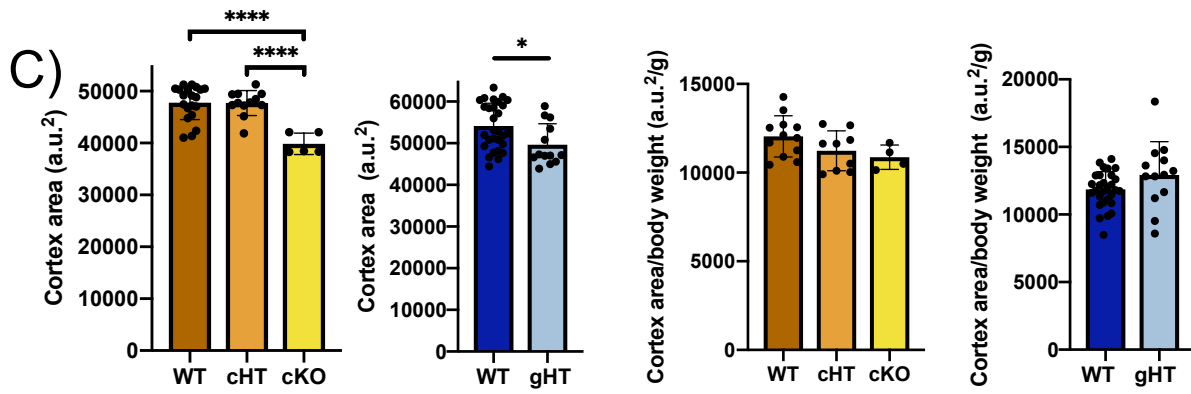 C)
****
****
Cortex area (a.u.²)
50000
40000
30000
20000
10000
0
WT cHT cKO
*
Cortex area (a.u.²)
60000
50000
40000
30000
20000
10000
0
WT gHT
Cortex area/body weight (a.u.²/g)
15000
10000
5000
0
WT cHT cKO
Cortex area/body weight (a.u.²/g)
20000
15000
10000
5000
0
WT gHT